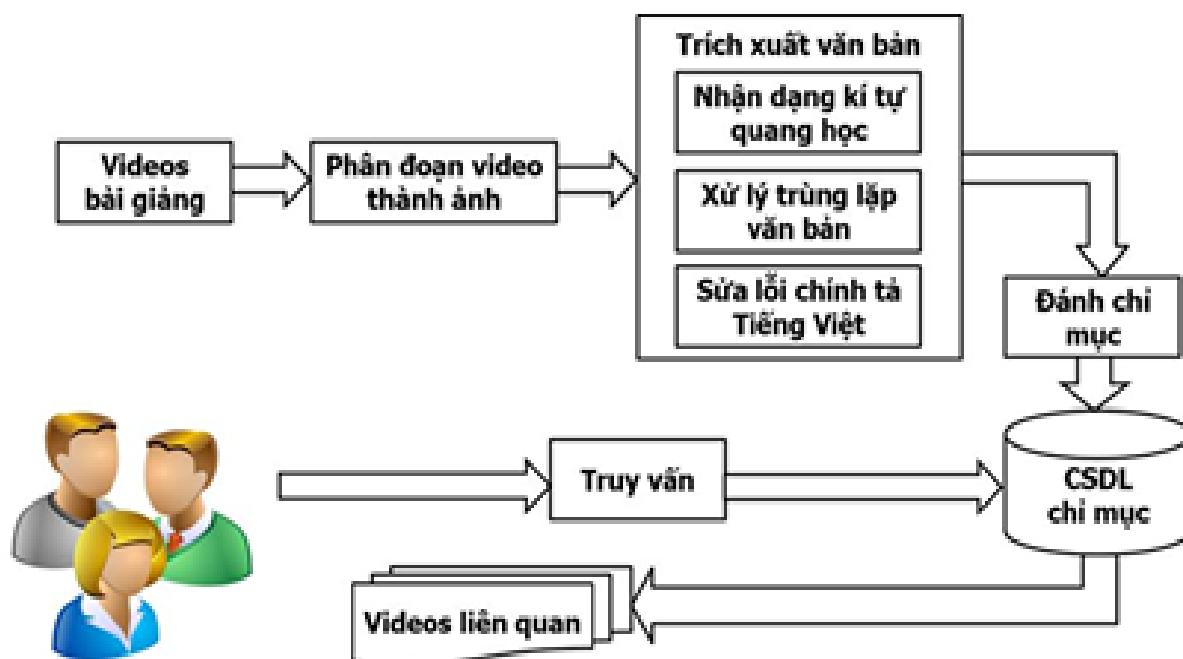 Trích xuất văn bản
Nhận dạng kí tự
quang học
Videos
bài giảng
Phân đoạn video
thành ảnh
Xử lý trùng lặp
văn bản
Sửa lỗi chính tả
Tiếng Việt
Đánh chỉ
mục
Truy vấn
CSDL
chỉ mục
Videos liên quan